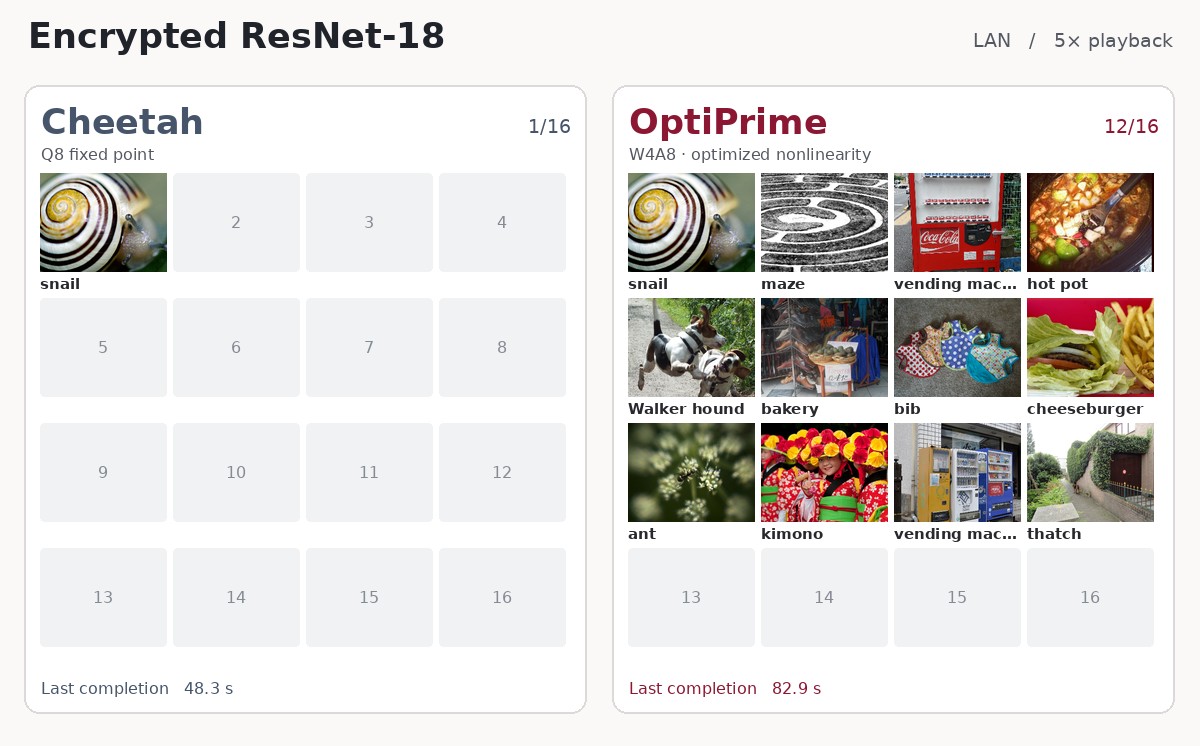 Encrypted ResNet-18
LAN / 5× playback
Cheetah
1/16
Q8 fixed point
2
3
4
snail
5
6
7
8
9
10
11
12
13
14
15
16
Last completion 48.3 s
OptiPrime
12/16
W4A8 · optimized nonlinearity
Coca-Cola
snail
maze
vending mac...
hot pot
Walker hound
bakery
bib
cheeseburger
ant
kimono
vending mac...
thatch
13
14
15
16
Last completion 82.9 s